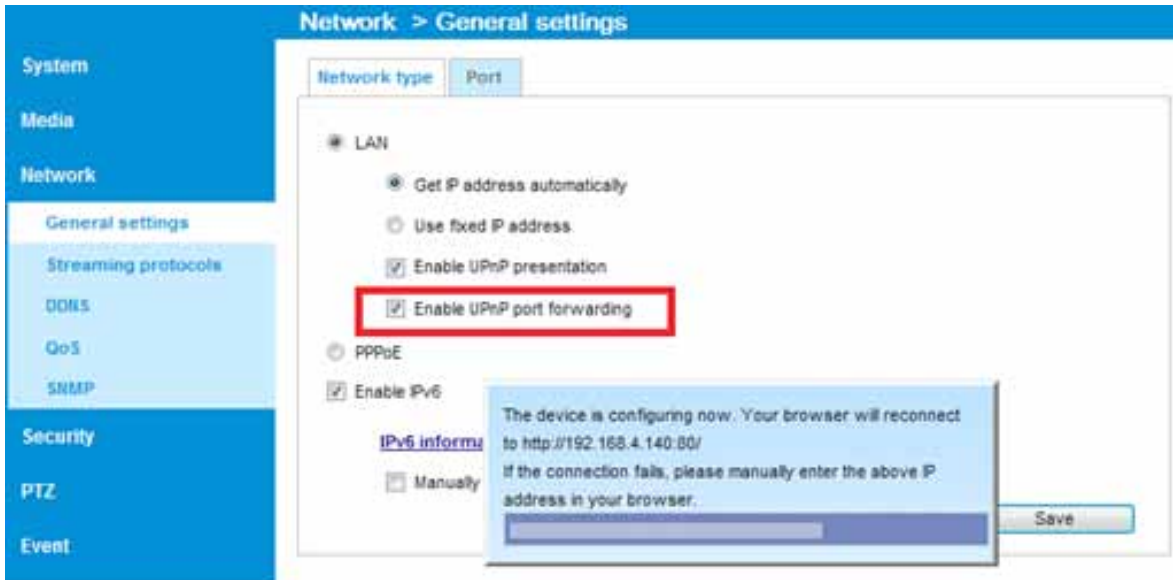 Network > General settings
System
Media
Network
General settings
Streaming protocols
DDNS
QoS
SNMP
Security
PTZ
Event
Network type
Port
LAN
Get IP address automatically
Use fixed IP address
Enable UPnP presentation
Enable UPnP port forwarding
PPPoE
Enable IPv6
IPv6 informa
Manually
The device is configuring now. Your browser will reconnect
to http://192.168.4.140:80/
If the connection fails, please manually enter the above IP
address in your browser.
Save